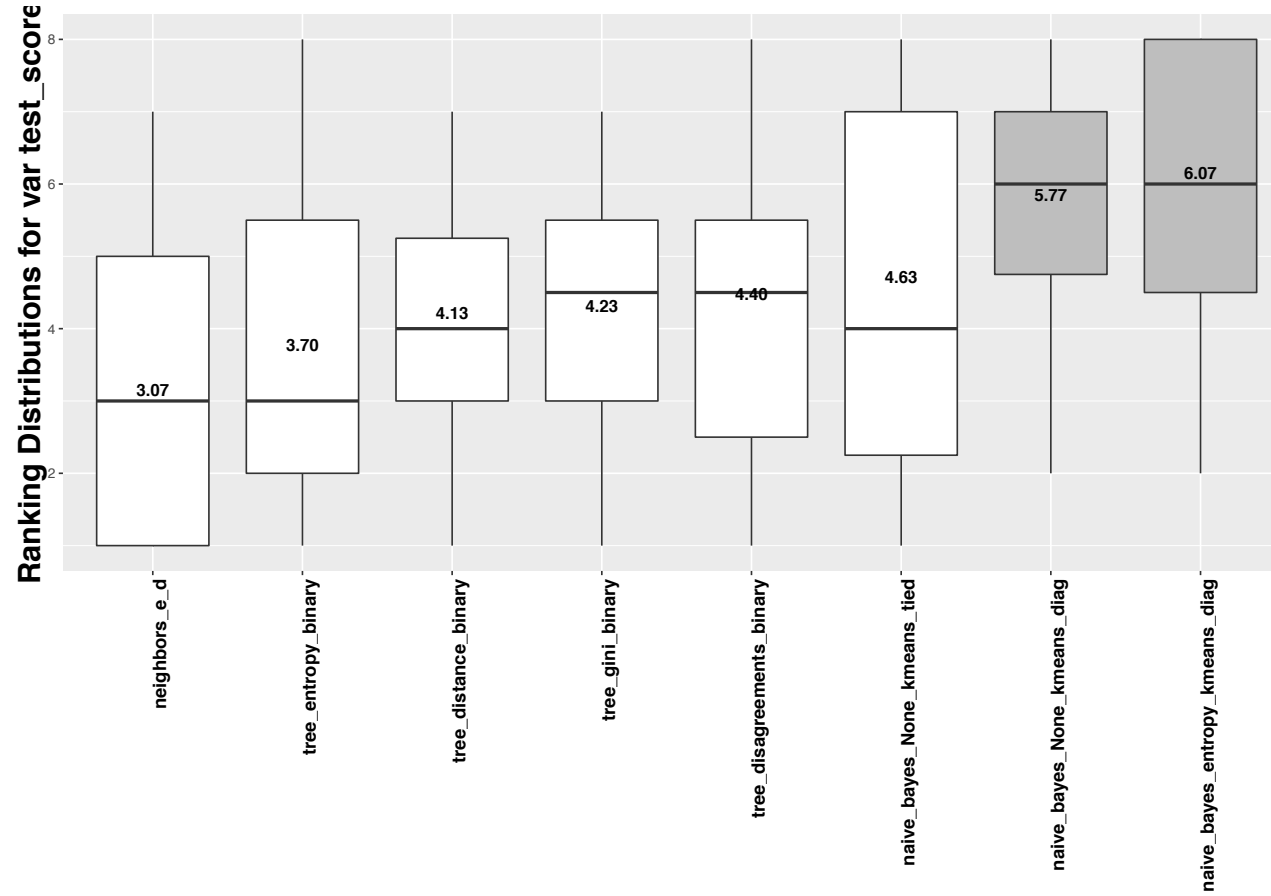 Ranking Distributions for var test_score
8
6
4
2
3.07
3.70
4.13
4.23
4.40
4.63
5.77
6.07
neighbors_e_d
tree_entropy_binary
tree_distance_binary
tree_gini_binary
tree_disagreements_binary
naive_bayes_None_kmeans_tied
naive_bayes_None_kmeans_diag
naive_bayes_entropy_kmeans_diag